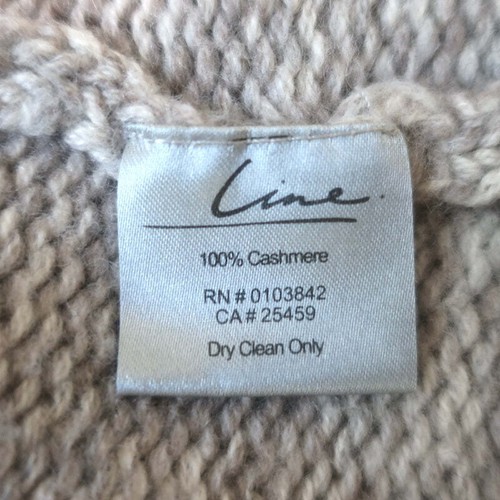 Line.
100% Cashmere
RN # 0103842
CA # 25459
Dry Clean Only